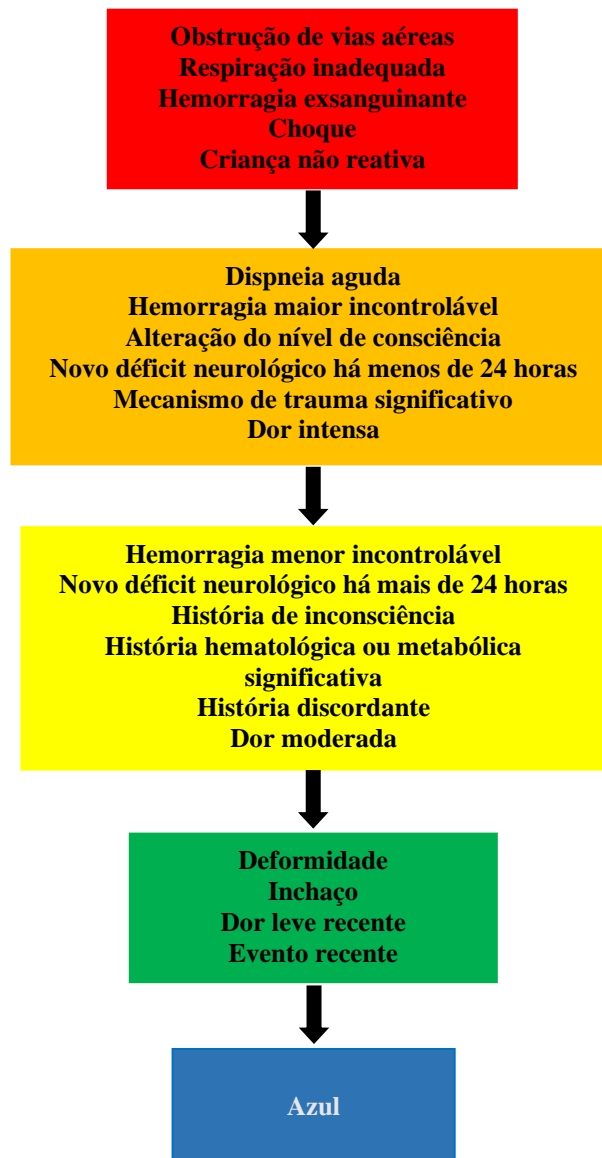 Obstrução de vias aéreas
Respiração inadequada
Hemorragia exsanguinante
Choque
Criança não reativa
Dispneia aguda
Hemorragia maior incontrolável
Alteração do nível de consciência
Novo déficit neurológico há menos de 24 horas
Mecanismo de trauma significativo
Dor intensa
Hemorragia menor incontrolável
Novo déficit neurológico há mais de 24 horas
História de inconsciência
História hematológica ou metabólica
significativa
História discordante
Dor moderada
Deformidade
Inchaço
Dor leve recente
Evento recente
Azul